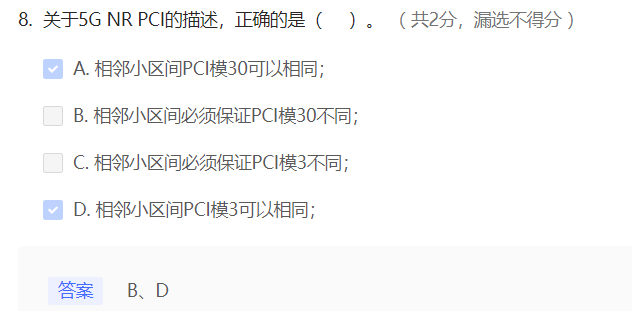 8. 关于5G NR PCI的描述，正确的是（ ）。 （ 共2分，漏选不得分 ）
A. 相邻小区间PCI模30可以相同；
B. 相邻小区间必须保证PCI模30不同；
C. 相邻小区间必须保证PCI模3不同；
D. 相邻小区间PCI模3可以相同；
答案 B、D